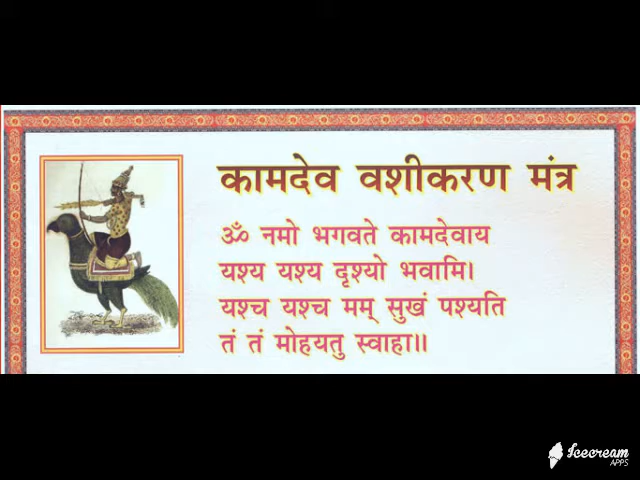 कामदेव वशीकरण मंत्र
ॐ नमो भगवते कामदेवाय
यश्य यश्य दृश्यो भवामि।
यश्च यश्च मम् सुखं पश्यति
तं तं मोहयतु स्वाहा॥
Icecream
APPS